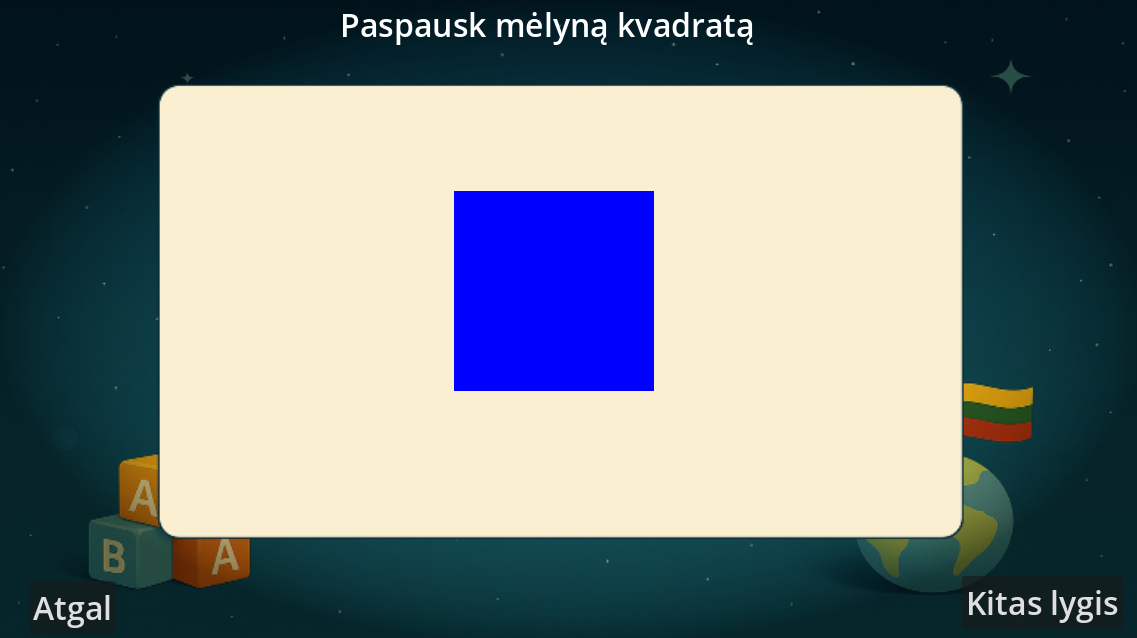 Paspausk mėlyną kvadratą
A
B
A
Atgal
Kitas lygis